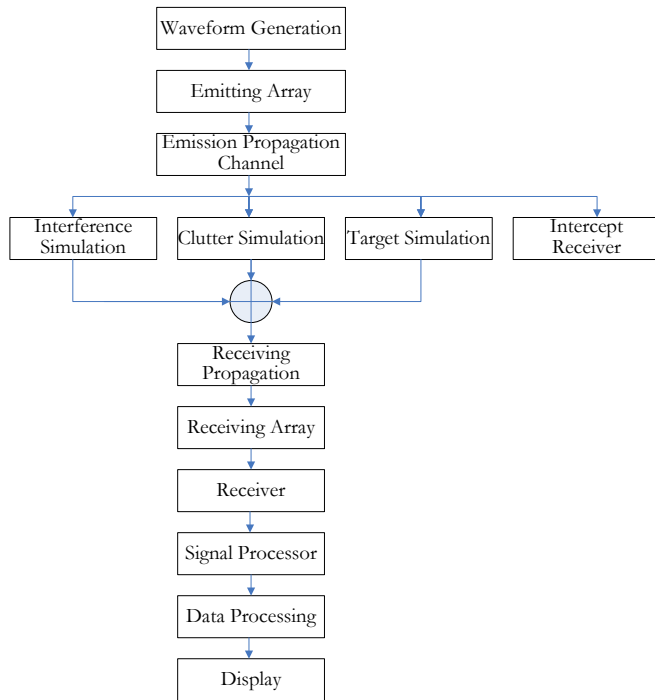 Waveform Generation
Emitting Array
Emission Propagation
Channel
Interference
Simulation
Clutter Simulation
Target Simulation
Intercept
Receiver
Receiving
Propagation
Receiving Array
Receiver
Signal Processor
Data Processing
Display